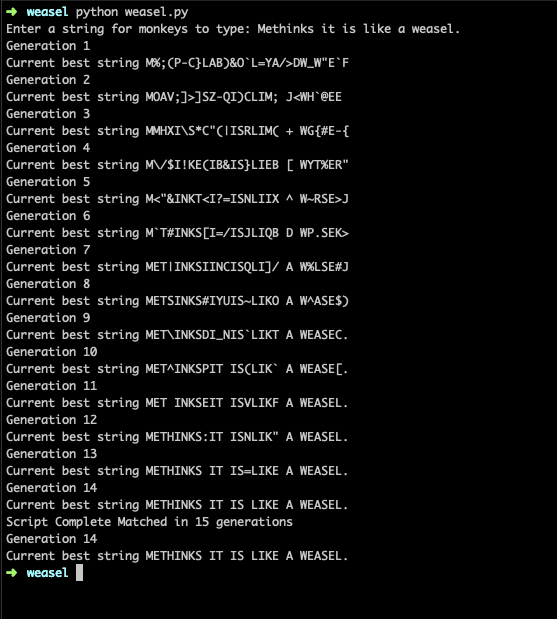 ➜ weasel python weasel.py
Enter a string for monkeys to type: Methinks it is like a weasel.
Generation 1
Current best string M%;(P-C}LAB)&O`L=YA/>DW_W"E`F
Generation 2
Current best string MOAV;]>]SZ-QI)CLIM; J<WH`@EE
Generation 3
Current best string MMHXI\S*C"(|ISRLIM( + WG{#E-{
Generation 4
Current best string M\/$I!KE(IB&IS}LIEB [ WYT%ER"
Generation 5
Current best string M<"&INKT<I?=ISNLIIX ^ W~RSE>J
Generation 6
Current best string M`T#INKS[I=/ISJLIQB D WP.SEK>
Generation 7
Current best string MET|INKSIINCISQLI]/ A W%LSE#J
Generation 8
Current best string METSINKS#IYUIS~LIKO A W^ASE$)
Generation 9
Current best string MET\INKSDI_NIS`LIKT A WEASEC.
Generation 10
Current best string MET^INKSPIT IS(LIK` A WEASE[.
Generation 11
Current best string MET INKSEIT ISVLIKF A WEASEL.
Generation 12
Current best string METHINKS:IT ISNLIK" A WEASEL.
Generation 13
Current best string METHINKS IT IS=LIKE A WEASEL.
Generation 14
Current best string METHINKS IT IS LIKE A WEASEL.
Script Complete Matched in 15 generations
Generation 14
Current best string METHINKS IT IS LIKE A WEASEL.
➜ weasel